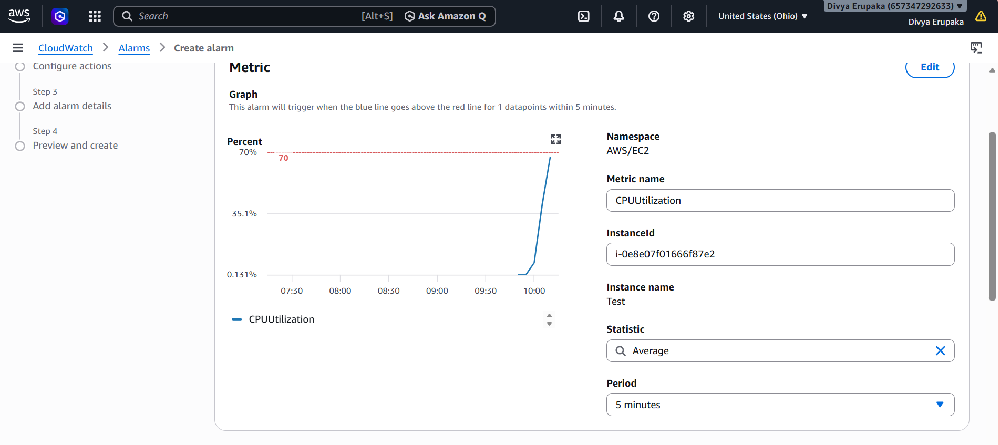 aws
Search
[Alt+S]
Ask Amazon Q
United States (Ohio)
Divya Erupaka (657347292633)
Divya Erupaka
CloudWatch
Alarms
Create alarm
Configure actions
Step 3
Add alarm details
Step 4
Preview and create
Metric
Edit
Graph
This alarm will trigger when the blue line goes above the red line for 1 datapoints within 5 minutes.
Percent
70%
70
35.1%
0.131%
07:30 08:00 08:30 09:00 09:30 10:00
CPUUtilization
Namespace
AWS/EC2
Metric name
CPUUtilization
InstanceId
i-0e8e07f01666f87e2
Instance name
Test
Statistic
Average
Period
5 minutes